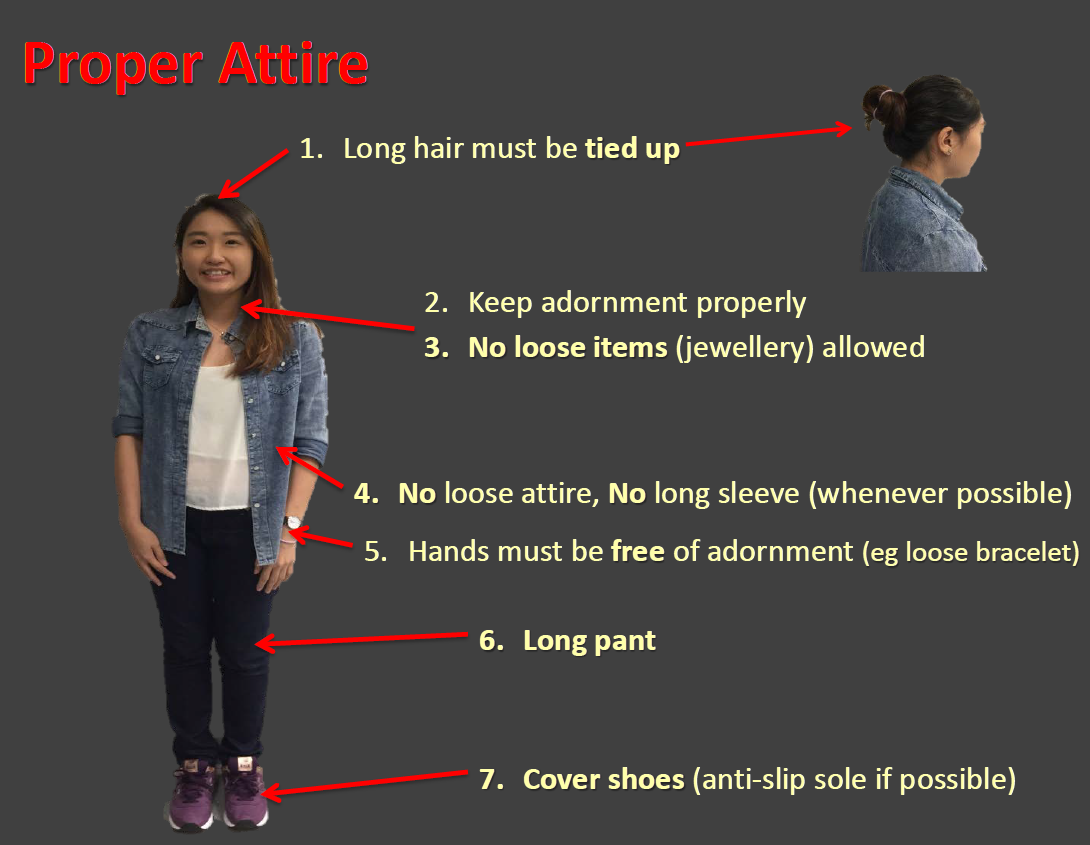 Proper Attire
1. Long hair must be tied up
2. Keep adornment properly
3. No loose items (jewellery) allowed
4. No loose attire, No long sleeve (whenever possible)
5. Hands must be free of adornment (eg loose bracelet)
6. Long pant
7. Cover shoes (anti-slip sole if possible)